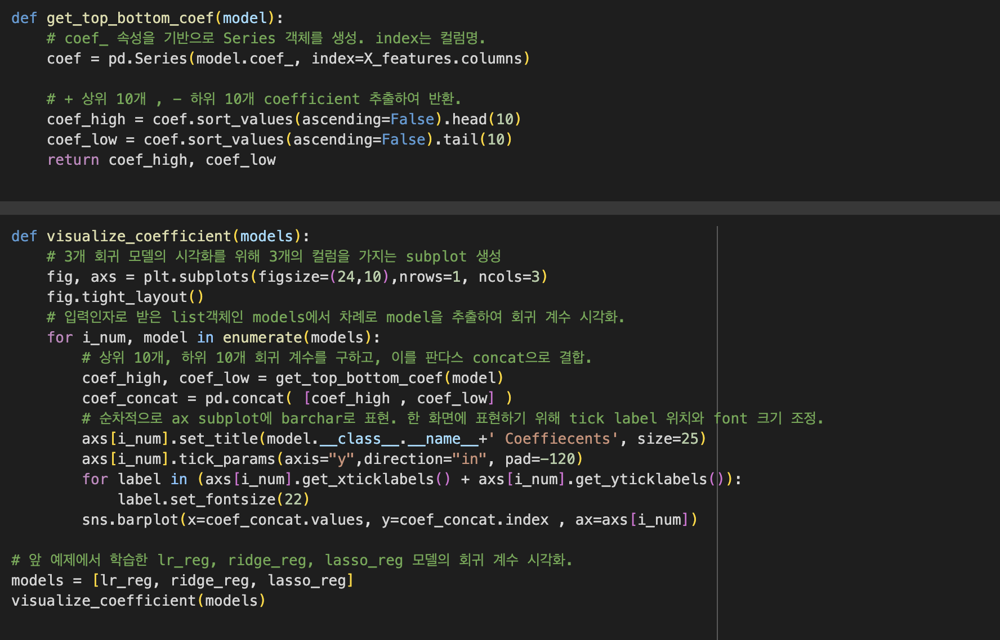 def get_top_bottom_coef(model):
    # coef_ 속성을 기반으로 Series 객체를 생성. index는 컬럼명.
    coef = pd.Series(model.coef_, index=X_features.columns)

    # + 상위 10개 , - 하위 10개 coefficient 추출하여 반환.
    coef_high = coef.sort_values(ascending=False).head(10)
    coef_low = coef.sort_values(ascending=False).tail(10)
    return coef_high, coef_low

def visualize_coefficient(models):
    # 3개 회귀 모델의 시각화를 위해 3개의 컬럼을 가지는 subplot 생성
    fig, axs = plt.subplots(figsize=(24,10),nrows=1, ncols=3)
    fig.tight_layout()
    # 입력인자로 받은 list객체인 models에서 차례로 model을 추출하여 회귀 계수 시각화.
    for i_num, model in enumerate(models):
        # 상위 10개, 하위 10개 회귀 계수를 구하고, 이를 판다스 concat으로 결합.
        coef_high, coef_low = get_top_bottom_coef(model)
        coef_concat = pd.concat( [coef_high , coef_low] )
        # 순차적으로 ax subplot에 barchar로 표현. 한 화면에 표현하기 위해 tick label 위치와 font 크기 조정.
        axs[i_num].set_title(model.__class__.__name__+' Coeffiecents', size=25)
        axs[i_num].tick_params(axis="y",direction="in", pad=-120)
        for label in (axs[i_num].get_xticklabels() + axs[i_num].get_yticklabels()):
            label.set_fontsize(22)
        sns.barplot(x=coef_concat.values, y=coef_concat.index , ax=axs[i_num])

# 앞 예제에서 학습한 lr_reg, ridge_reg, lasso_reg 모델의 회귀 계수 시각화.
models = [lr_reg, ridge_reg, lasso_reg]
visualize_coefficient(models)